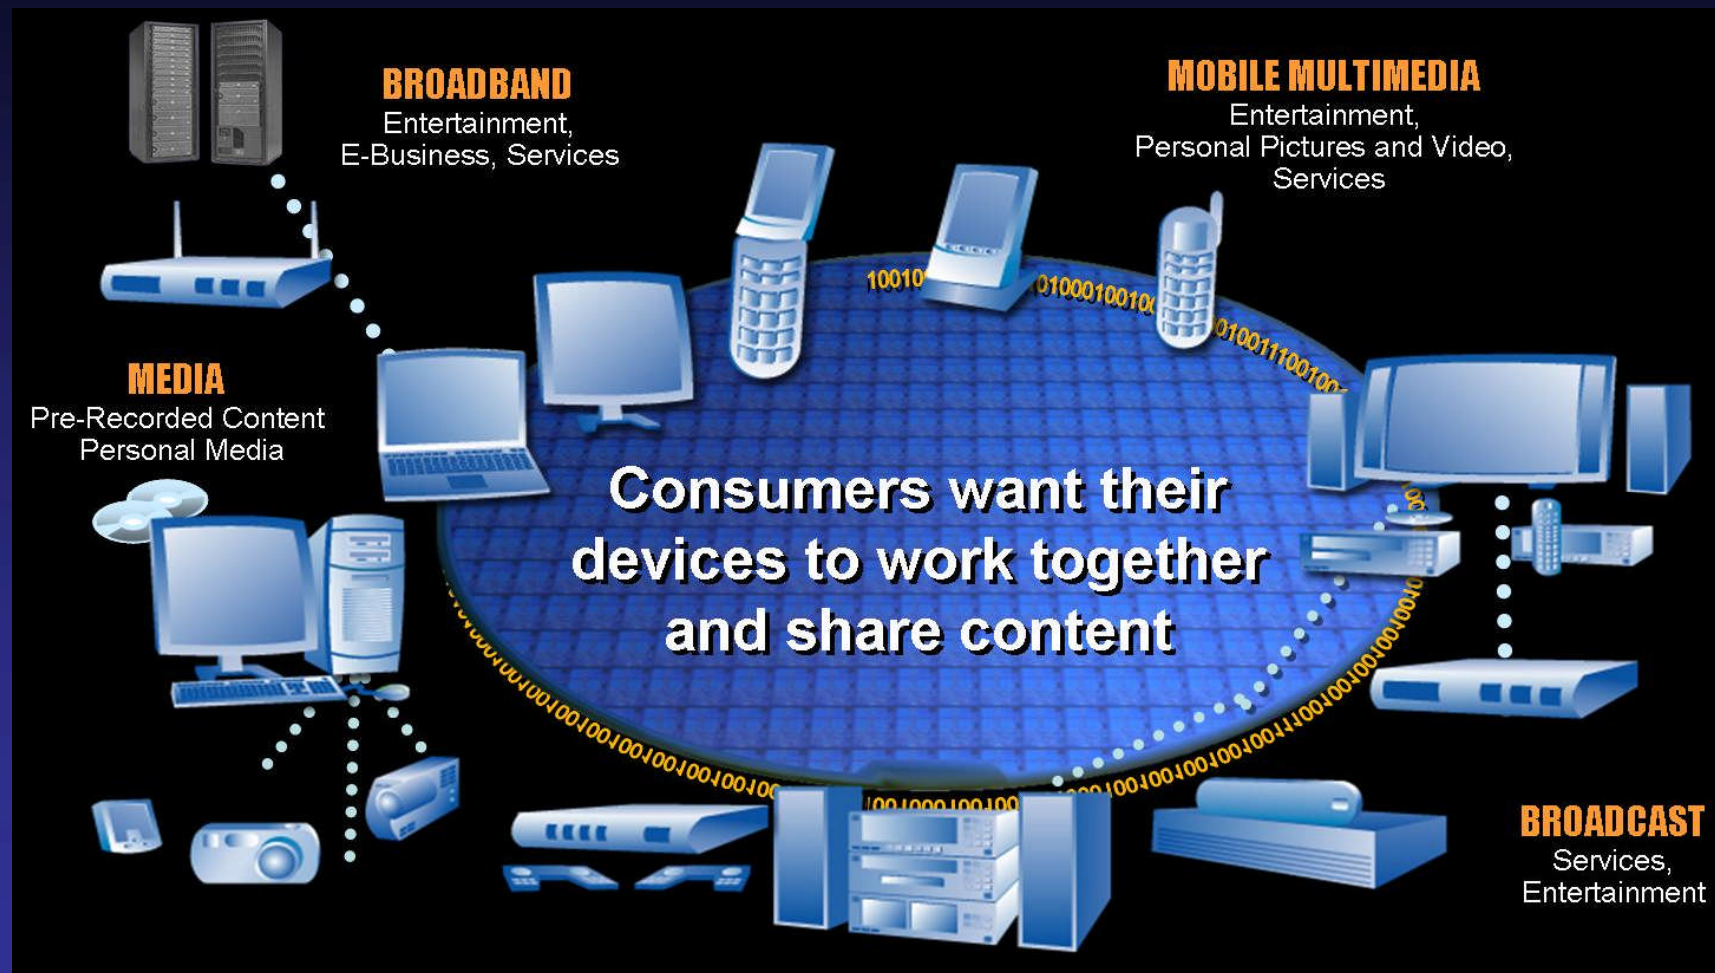 BROADBAND
Entertainment,
E-Business, Services
MOBILE MULTIMEDIA
Entertainment,
Personal Pictures and Video,
Services
MEDIA
Pre-Recorded Content
Personal Media
Consumers want their
devices to work together
and share content
BROADCAST
Services,
Entertainment